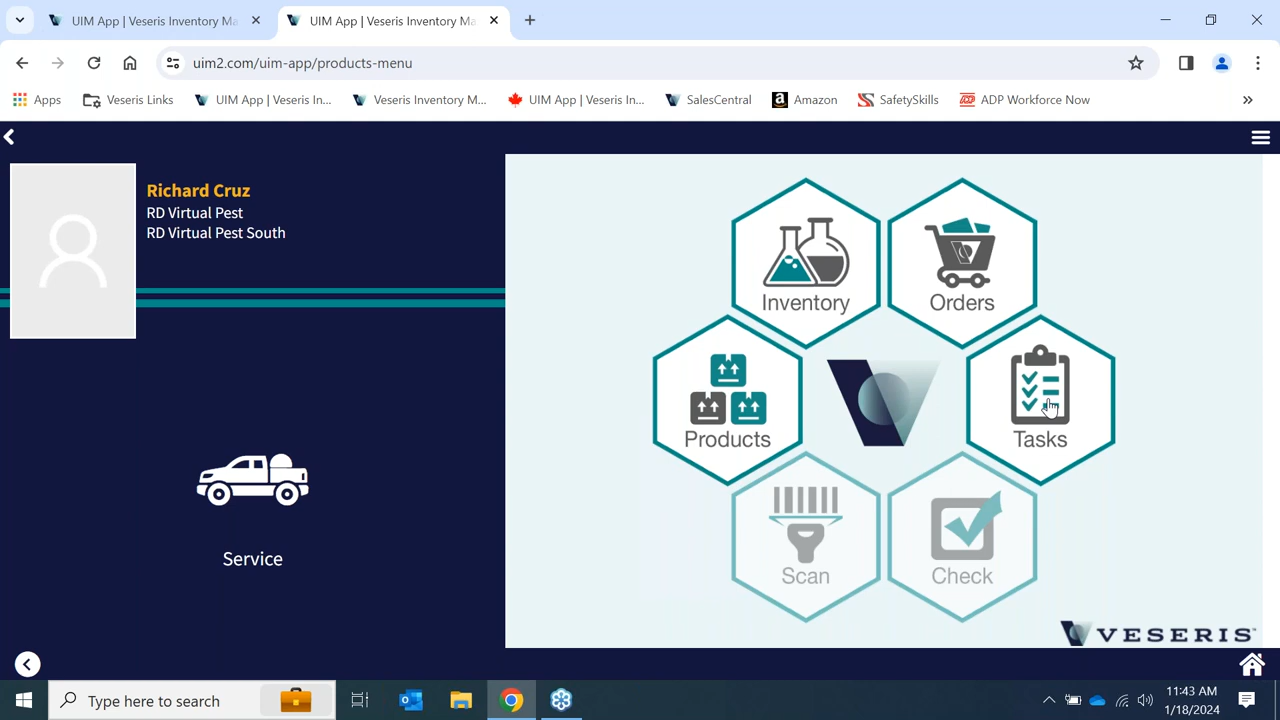 UIM App | Veseris Inventory Ma
UIM App | Veseris Inventory Ma
uim2.com/uim-app/products-menu
Apps
Veseris Links
UIM App | Veseris In...
Veseris Inventory M...
UIM App | Veseris In...
SalesCentral
Amazon
SafetySkills
ADP Workforce Now
Richard Cruz
RD Virtual Pest
RD Virtual Pest South
Inventory
Orders
Products
Tasks
Scan
Check
Service
VESERIS
Type here to search
11:43 AM
1/18/2024